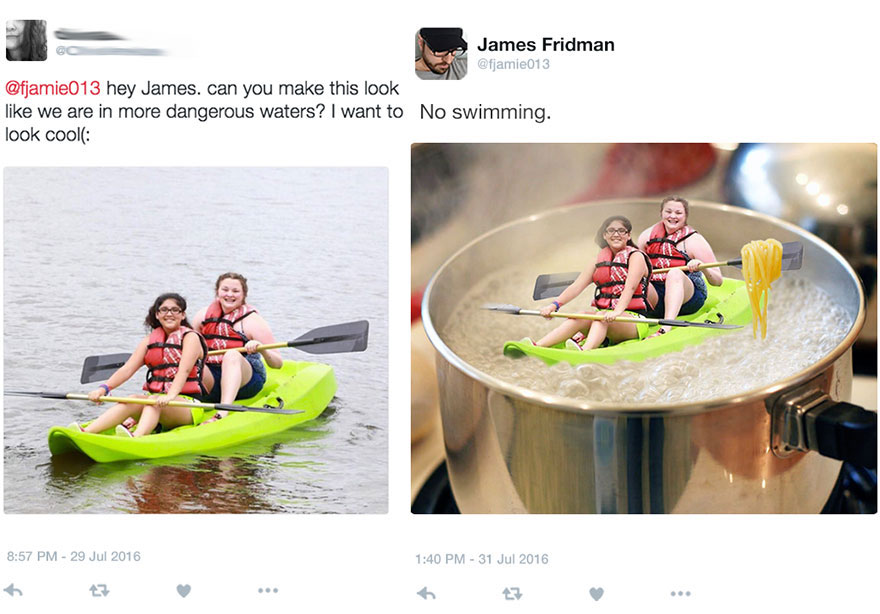 @fjamie013 hey James. can you make this look
like we are in more dangerous waters? I want to
look cool(:
8:57 PM - 29 Jul 2016
James Fridman
@fjamie013
No swimming.
1:40 PM - 31 Jul 2016